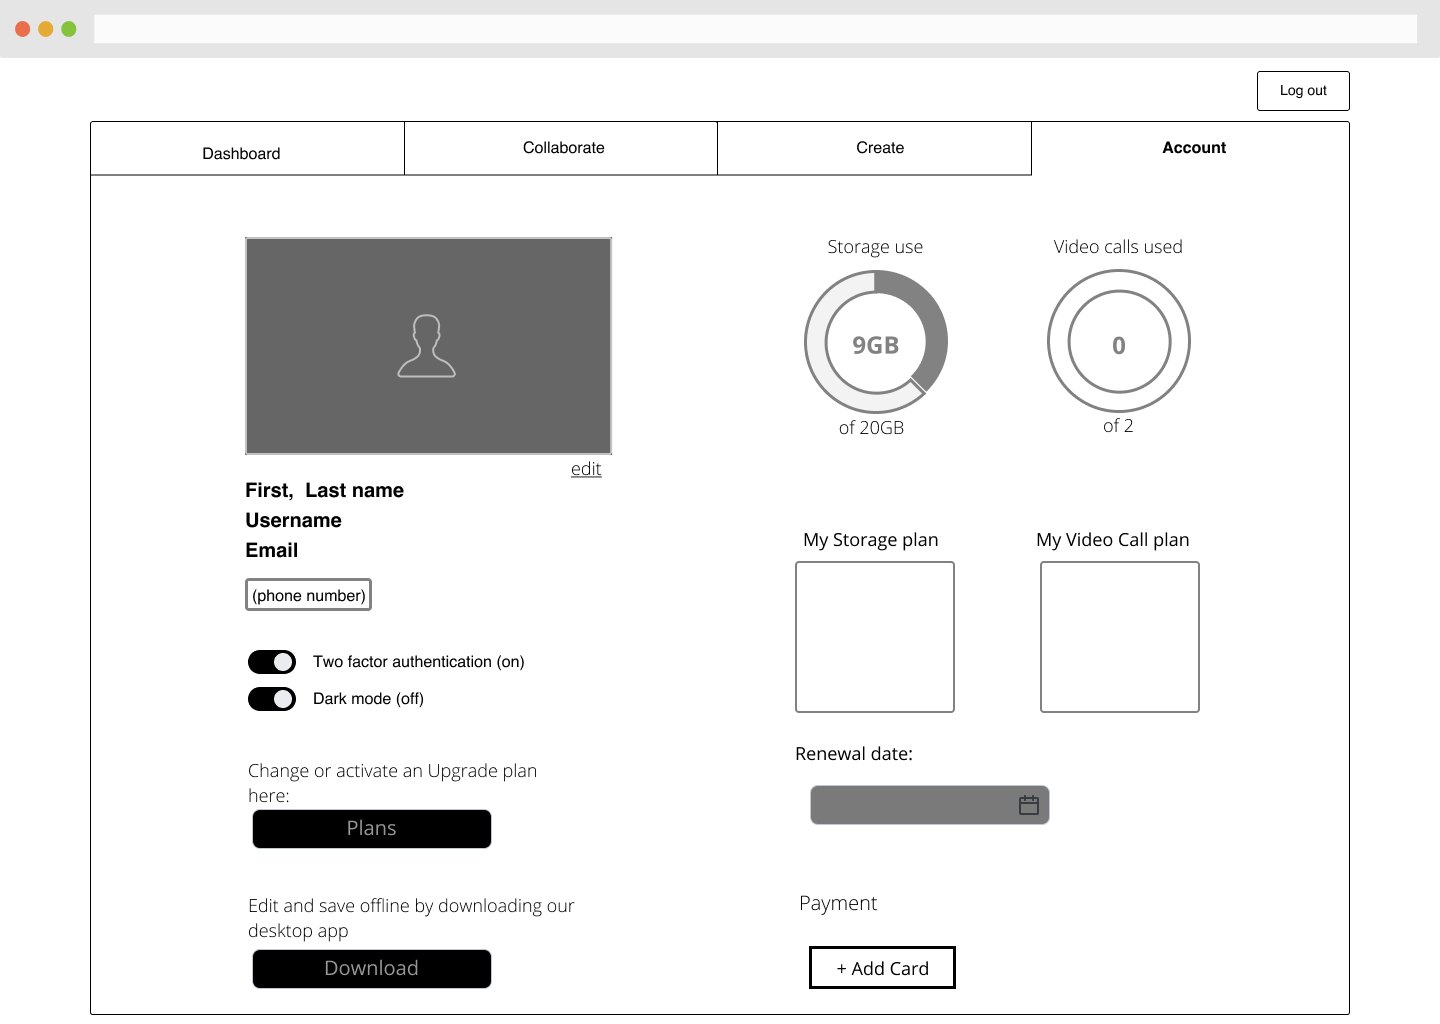 Log out
Dashboard
Collaborate
Create
Account
edit
First,  Last name
Username
Email
(phone number)
Two factor authentication (on)
Dark mode (off)
Change or activate an Upgrade plan
here:
Plans
Edit and save offline by downloading our
desktop app
Download
Storage use
9GB
of 20GB
Video calls used
0
of 2
My Storage plan
My Video Call plan
Renewal date:
Payment
+ Add Card